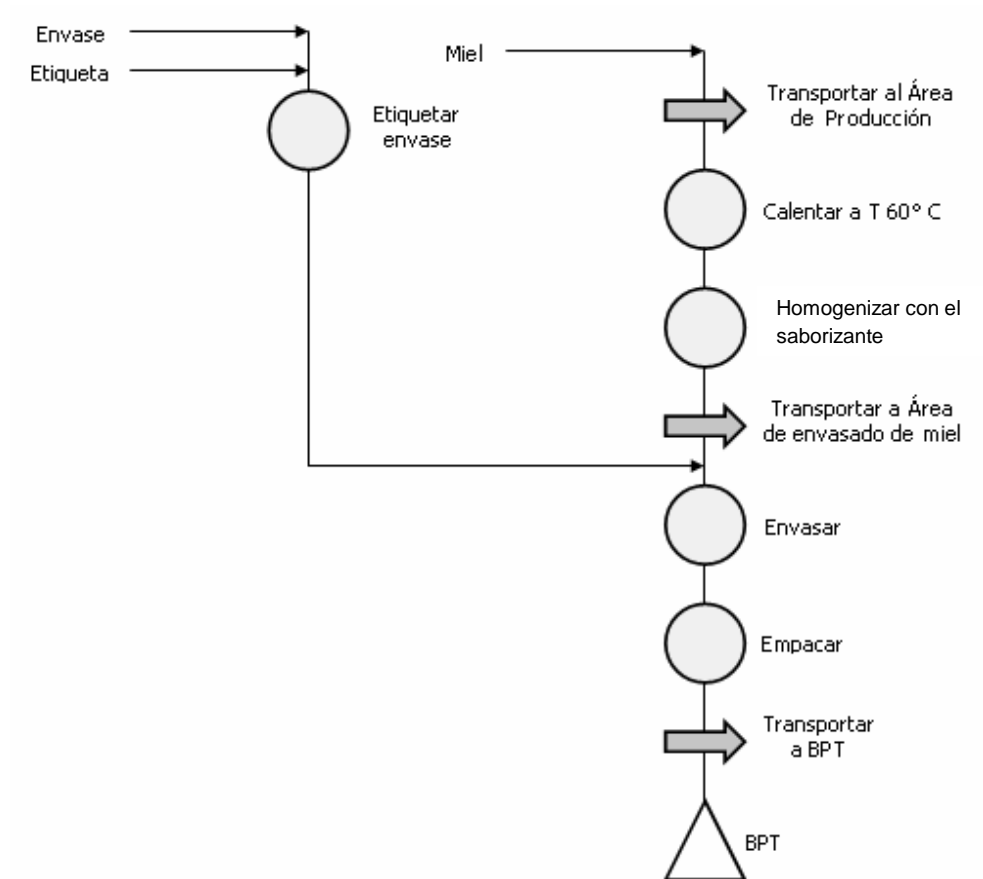 Envase
Etiqueta
Etiquetar
envase
Miel
Transportar al Área
de Producción
Calentar a T 60° C
Homogenizar con el
saborizante
Transportar a Área
de envasado de miel
Envasar
Empacar
Transportar
a BPT
BPT